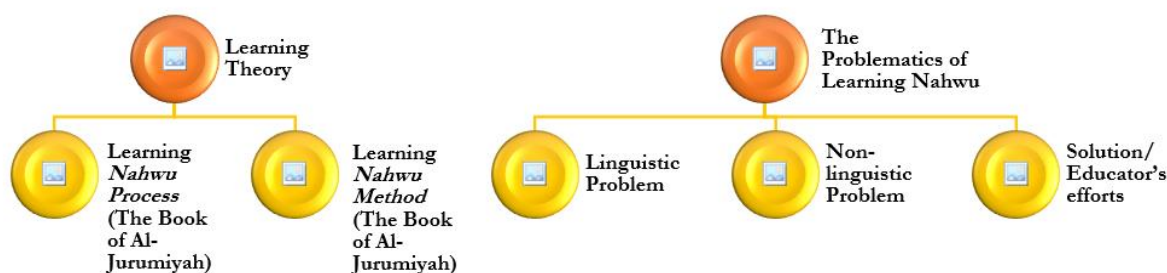 Learning
Theory
Learning
Nahwu
Process
(The Book
of Al-
Jurumiyah)
Learning
Nahwu
Method
(The Book
of Al-
Jurumiyah)
The
Problematics of
Learning Nahwu
Linguistic
Problem
Non-
linguistic
Problem
Solution/
Educator's
efforts